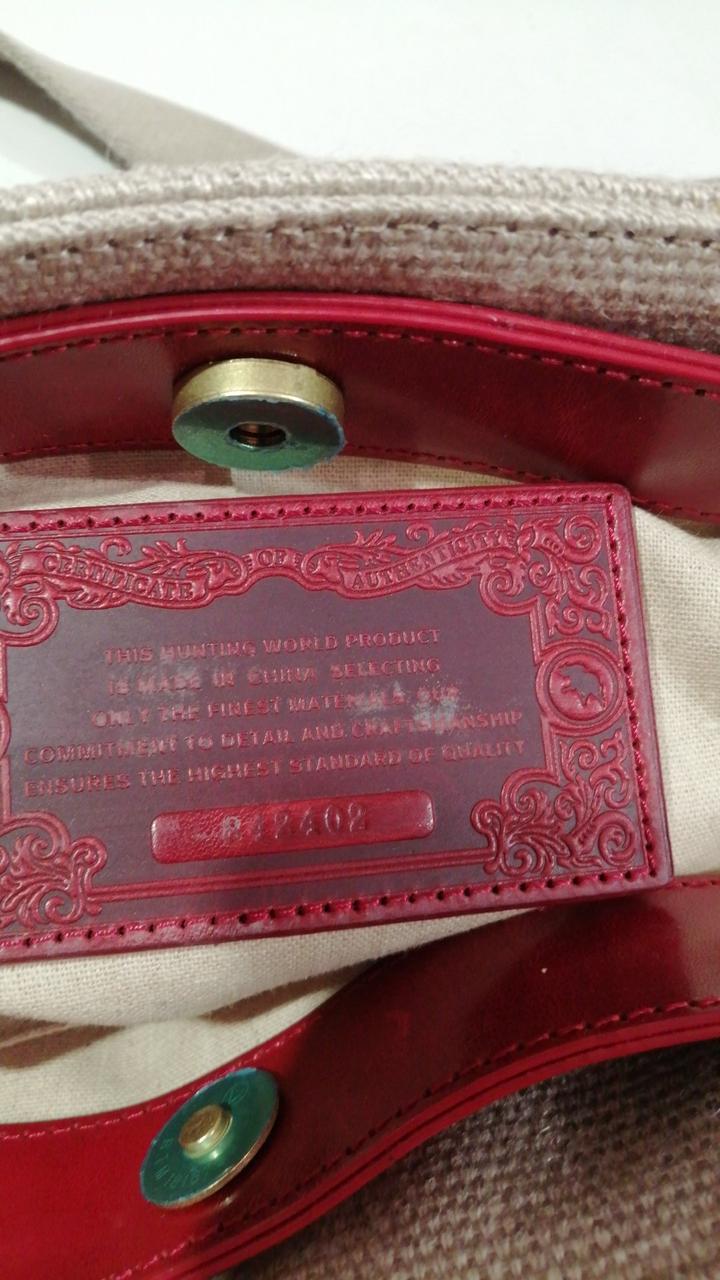 CERTIFICATE OF AUTHENTICITY
THIS HUNTING WORLD PRODUCT
IS MADE IN CHINA SELECTING
ONLY THE FINEST MATERIALS OUR
COMMITMENT TO DETAIL AND CRAFTSMANSHIP
ENSURES THE HIGHEST STANDARD OF QUALITY